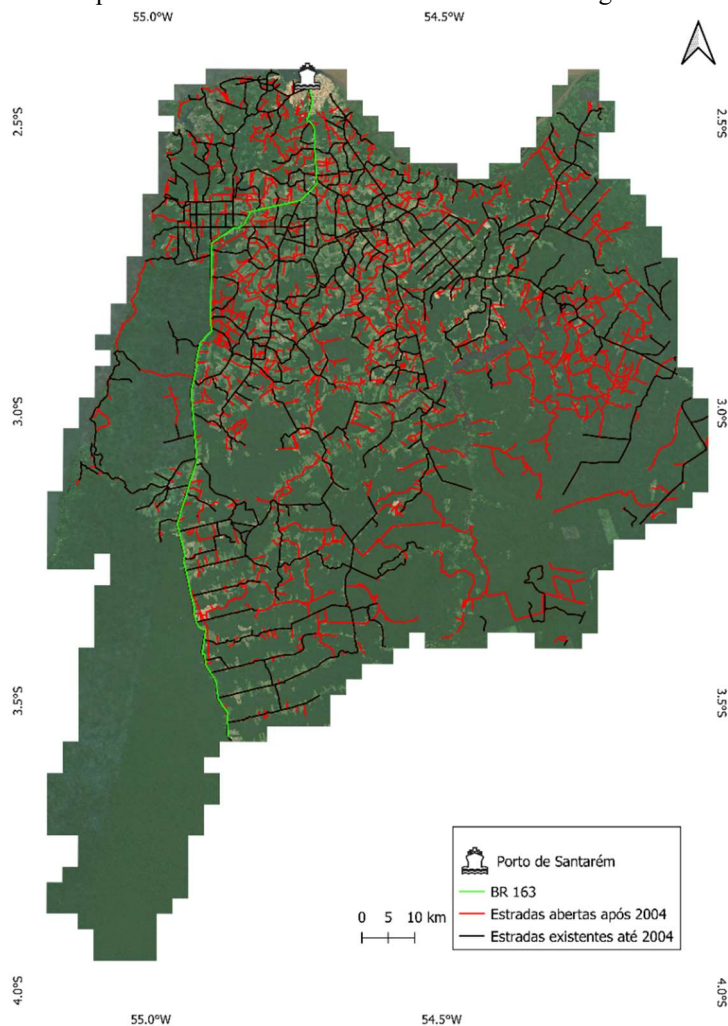 55.0°W 54.5°W
2.5°S 2.5°S
3.0°S 3.0°S
3.5°S 3.5°S
Porto de Santarém
BR 163
0 5 10 km
Estradas abertas após 2004
Estradas existentes até 2004
4.0°S 4.0°S
55.0°W 54.5°W